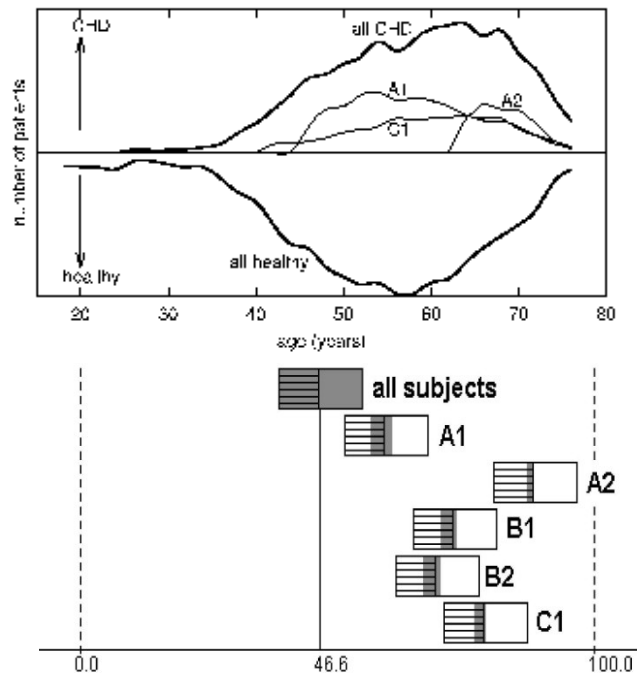 CHD
all CHD
A1
A2
C1
number of patients
all healthy
healthy
20 30 40 50 60 70 80
age (years)
all subjects
A1
A2
B1
B2
C1
0.0 46.6 100.0